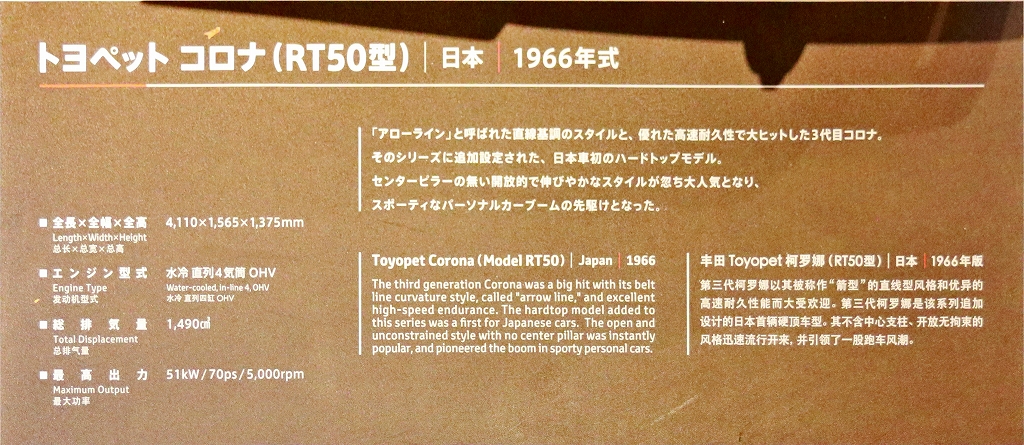 トヨペット コロナ(RT50型) | 日本 | 1966年式
「アローライン」と呼ばれた直線基調のスタイルと、優れた高速耐久性で大ヒットした3代目コロナ。
そのシリーズに追加設定された、日本車初のハードトップモデル。
センターピラーの無い開放的で伸びやかなスタイルが忽ち大人気となり、
スポーティなパーソナルカーブームの先駆けとなった。
■ 全長×全幅×全高 4,110×1,565×1,375mm
Length×Width×Height
总长×总宽×总高
■ エンジン型式 水冷 直列4気筒 OHV
Engine Type Water-cooled, In-line 4, OHV
发动机型式 水冷 直列四缸 OHV
■ 総排気量 1,490㎤
Total Displacement
总排气量
■ 最高出力 51kW / 70ps / 5,000rpm
Maximum Output
最大功率
Toyopet Corona (Model RT50) | Japan | 1966
The third generation Corona was a big hit with its belt
line curvature style, called "arrow line," and excellent
high-speed endurance. The hardtop model added to
this series was a first for Japanese cars. The open and
unconstrained style with no center pillar was instantly
popular, and pioneered the boom in sporty personal cars.
丰田 Toyopet 柯罗娜 (RT50型) | 日本 | 1966年版
第三代柯罗娜以其被称作“箭型”的直线型风格和优异的
高速耐久性能而大受欢迎。第三代柯罗娜是该系列追加
设计的日本首辆硬顶车型。其不含中心支柱、开放无拘束的
风格迅速流行开来，并引领了一股跑车风潮。